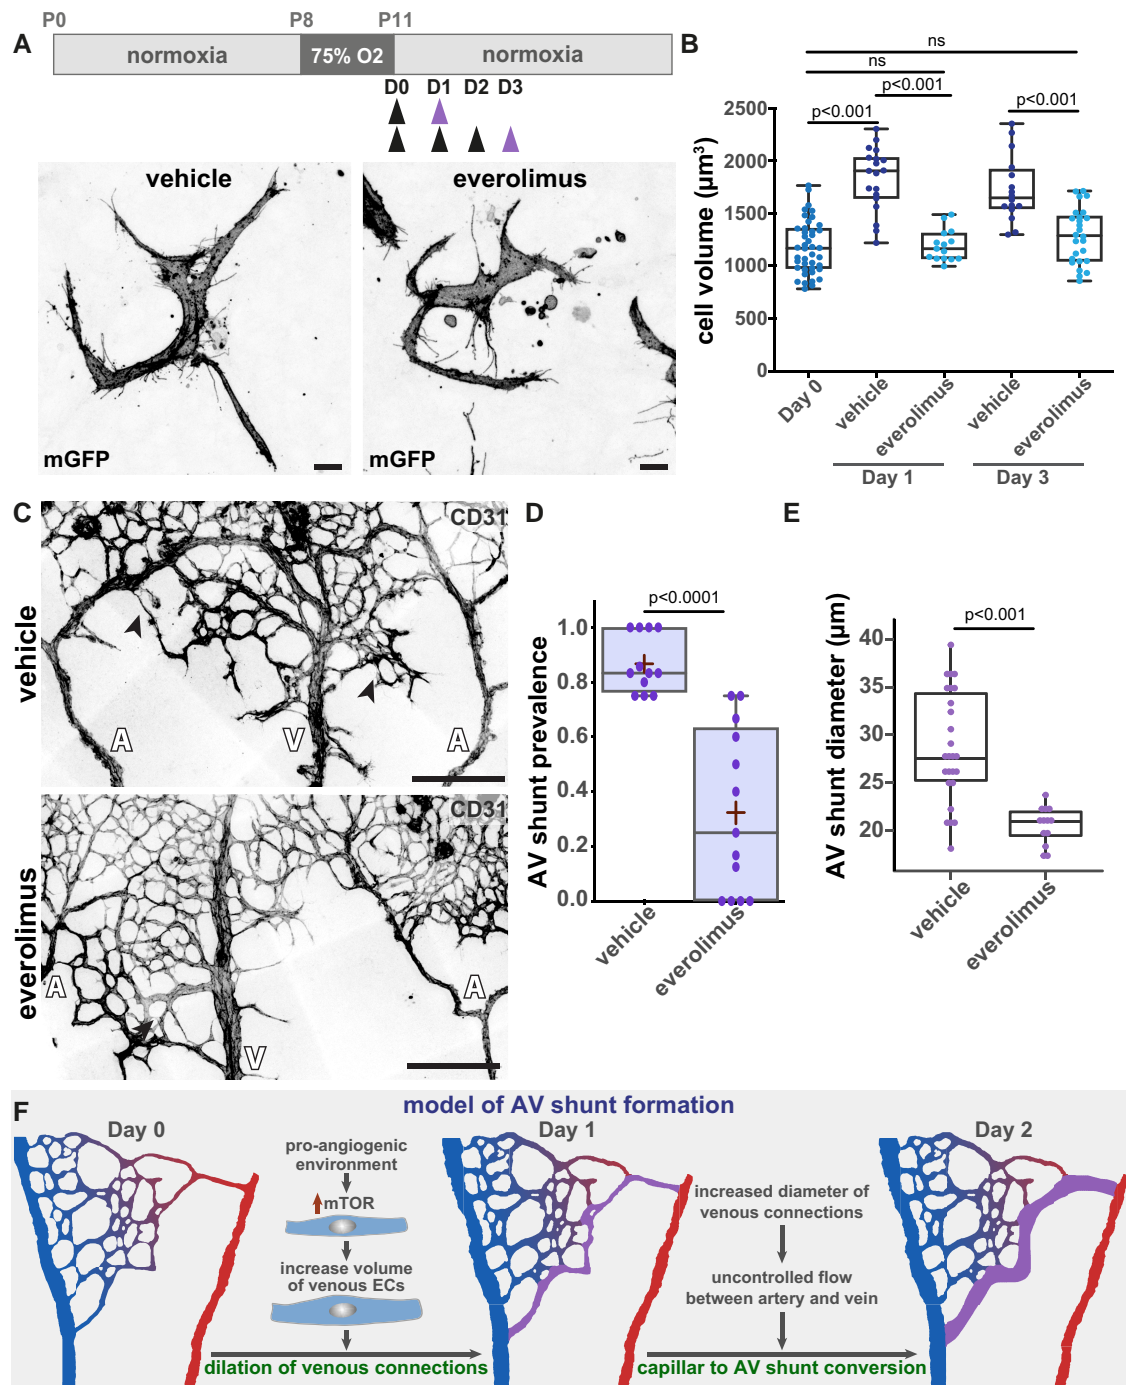 P0 P8 P11
A
normoxia 75% O2 normoxia
D0 D1 D2 D3
vehicle
mGFP
everolimus
mGFP
B
ns
ns
p<0.001
p<0.001
p<0.001
cell volume (µm³)
2500
2000
1500
1000
500
0
Day 0
vehicle
everolimus
vehicle
everolimus
Day 1
Day 3
C
vehicle
CD31
A V A
everolimus
CD31
A V A
D
p<0.0001
AV shunt prevalence
1.0
0.8
0.6
0.4
0.2
0.0
vehicle
everolimus
E
p<0.001
AV shunt diameter (µm)
40
35
30
25
20
vehicle
everolimus
F
model of AV shunt formation
Day 0
pro-angiogenic
environment
mTOR
increase volume
of venous ECs
dilation of venous connections
Day 1
increased diameter of
venous connections
uncontrolled flow
between artery and vein
capillar to AV shunt conversion
Day 2